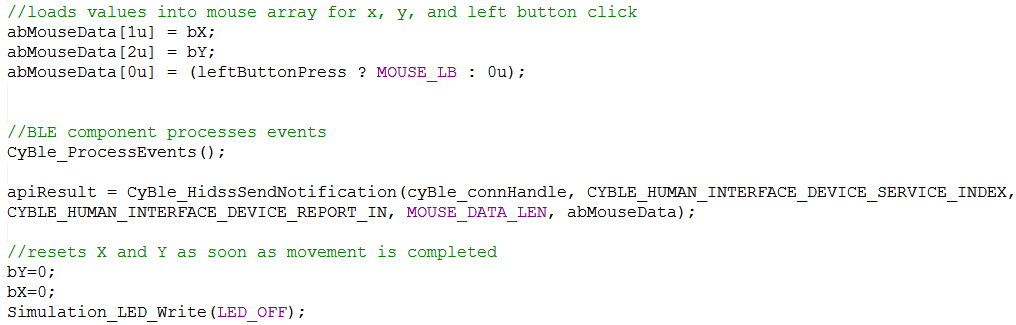 //loads values into mouse array for x, y, and left button click
abMouseData[1u] = bX;
abMouseData[2u] = bY;
abMouseData[0u] = (leftButtonPress ? MOUSE_LB : 0u);
//BLE component processes events
CyBle_ProcessEvents();
apiResult = CyBle_HidssSendNotification(cyBle_connHandle, CYBLE_HUMAN_INTERFACE_DEVICE_SERVICE_INDEX,
CYBLE_HUMAN_INTERFACE_DEVICE_REPORT_IN, MOUSE_DATA_LEN, abMouseData);
//resets X and Y as soon as movement is completed
bY=0;
bX=0;
Simulation_LED_Write(LED_OFF);